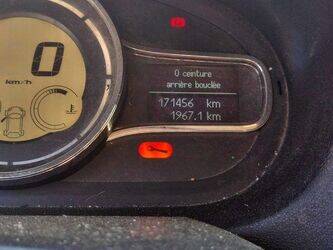 0
km/h
0 ceinture
arrière bouclée
171456 km
1967.1 km